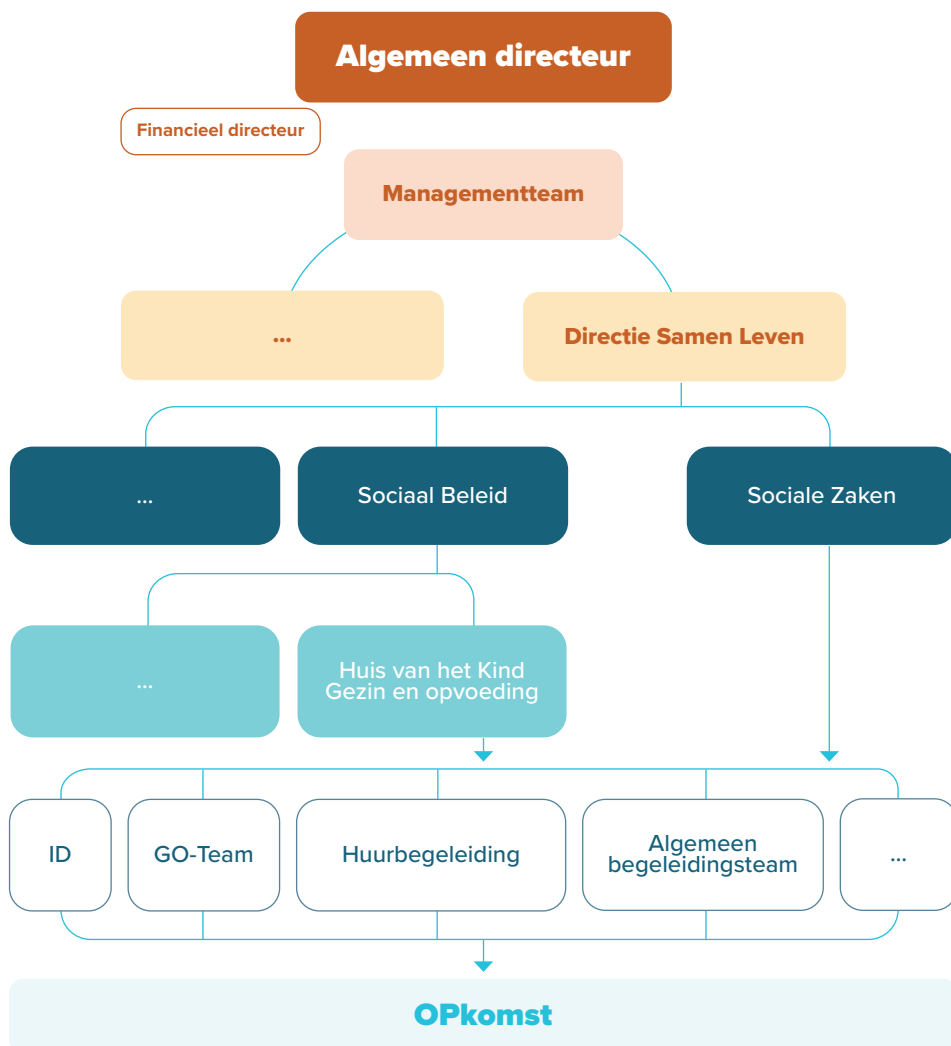 Algemeen directeur
Financieel directeur
Managementteam
...
Directie Samen Leven
...
Sociaal Beleid
Sociale Zaken
...
Huis van het Kind
Gezin en opvoeding
ID
GO-Team
Huurbegeleiding
Algemeen
begeleidingsteam
...
OPkomst